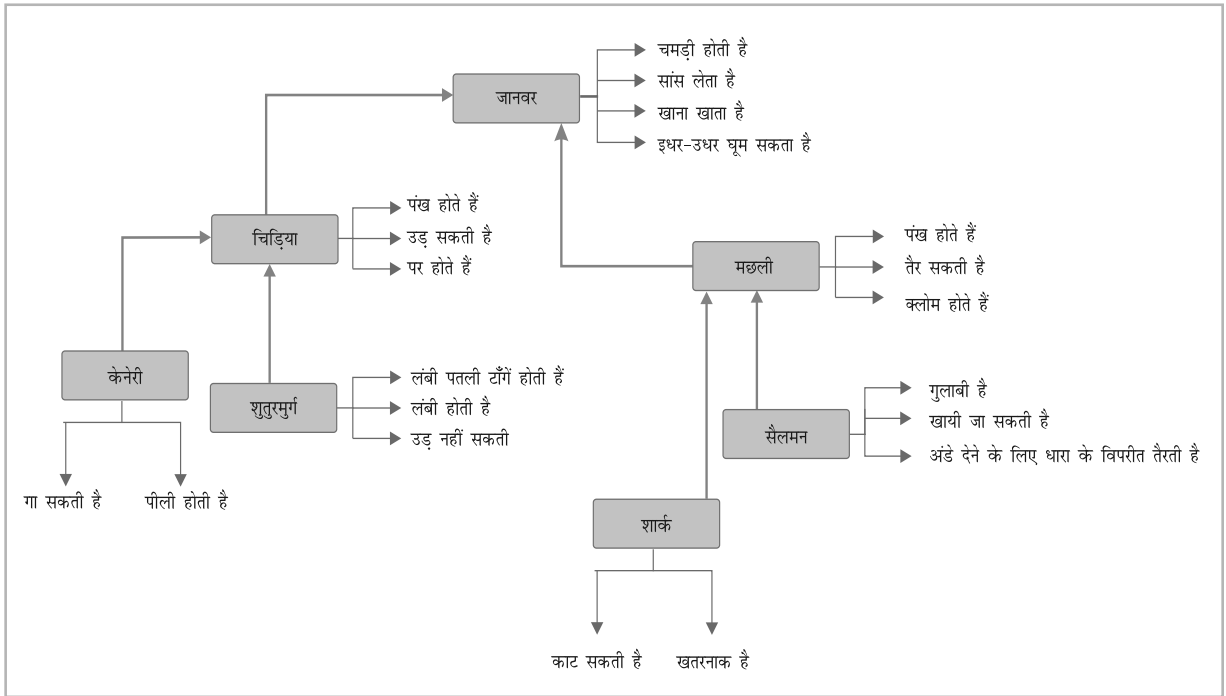 जानवर
चमड़ी होती है
सांस लेता है
खाना खाता है
इधर-उधर घूम सकता है
चिड़िया
पंख होते हैं
उड़ सकती है
पर होते हैं
मछली
पंख होते हैं
तैर सकती है
क्लोम होते हैं
केनेरी
गा सकती है
पीली होती है
शुतुरमुर्ग
लंबी पतली टाँगें होती हैं
लंबी होती है
उड़ नहीं सकती
सैलमन
गुलाबी है
खायी जा सकती है
अंडे देने के लिए धारा के विपरीत तैरती है
शार्क
काट सकती है
खतरनाक है